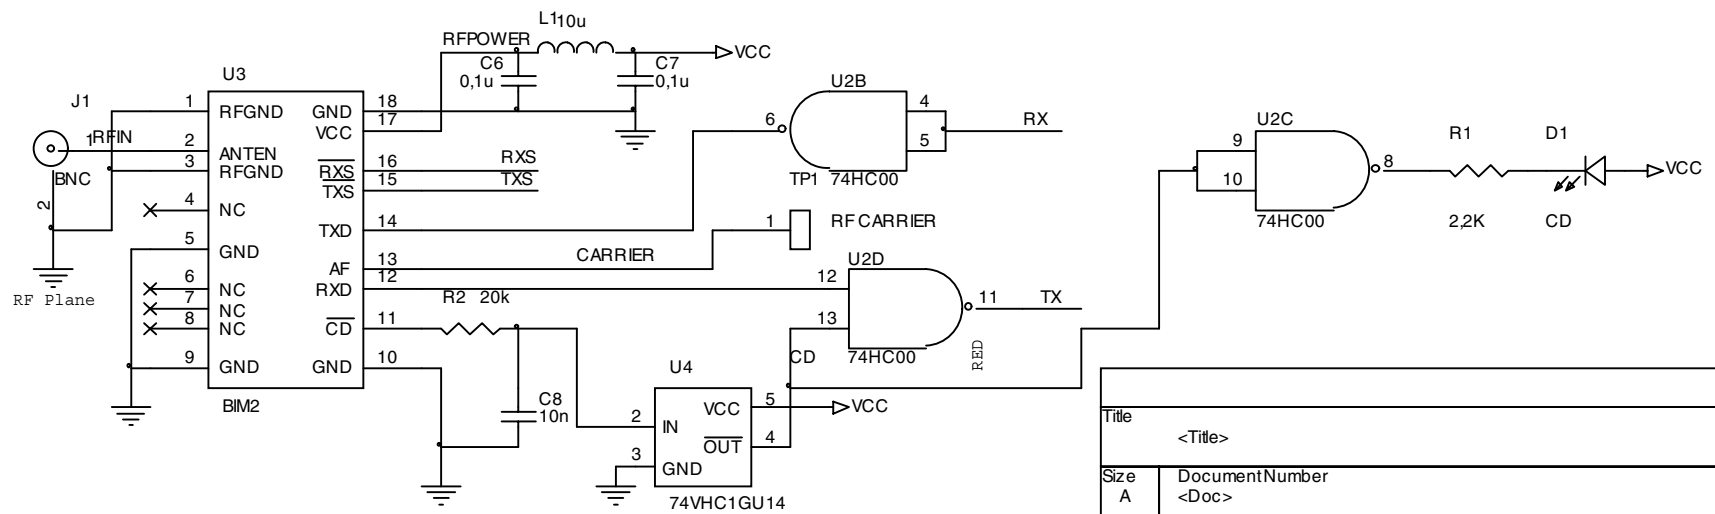 L1 10u
RFPOWER
VCC
C6
0,1u
C7
0,1u
U3
J1
1
RFGND
GND
18
VCC
17
1
RFIN
2
ANTEN
3
RFGND
BNC
2
RXS
16
RXS
TXS
15
TXS
4
NC
TXD
14
5
GND
AF
13
CARRIER
RXD
12
6
NC
7
NC
8
NC
CD
11
9
GND
GND
10
BIM2
RF Plane
R2 20k
C8
10n
U2B
6
4
5
RX
TP1
74HC00
1
RF CARRIER
U2D
12
13
11
TX
CD
74HC00
RED
U4
2
IN
VCC
5
VCC
OUT
4
3
GND
74VHC1GU14
U2C
9
10
8
74HC00
R1
2,2K
D1
CD
VCC
Title
<Title>
Size
A
Document Number
<Doc>